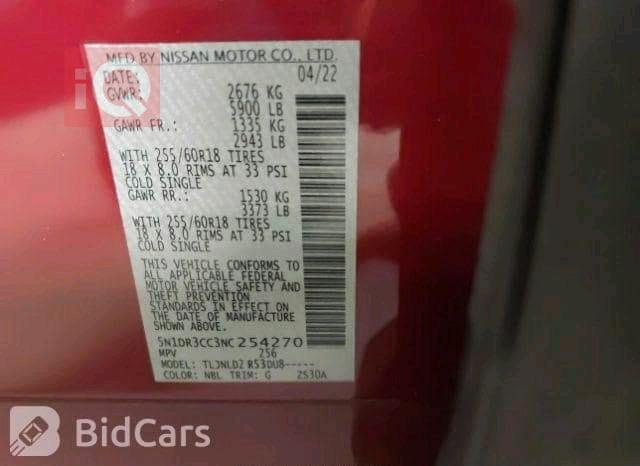 MFD BY NISSAN MOTOR CO., LTD.
DATE: 04/22
GVWR: 2676 KG
5900 LB
GAWR FR.: 1335 KG
2943 LB
WITH 255/60R18 TIRES
18 X 8.0 RIMS AT 33 PSI
COLD SINGLE
GAWR RR.: 1530 KG
3373 LB
WITH 255/60R18 TIRES
18 X 8.0 RIMS AT 33 PSI
COLD SINGLE
THIS VEHICLE CONFORMS TO
ALL APPLICABLE FEDERAL
MOTOR VEHICLE SAFETY AND
THEFT PREVENTION
STANDARDS IN EFFECT ON
THE DATE OF MANUFACTURE
SHOWN ABOVE.
5N1DR3CC3NC254270
MPV 256
MODEL: TLJNLDZ R53DU8-----
COLOR: NBL TRIM: G 2530A
iQ
BidCars